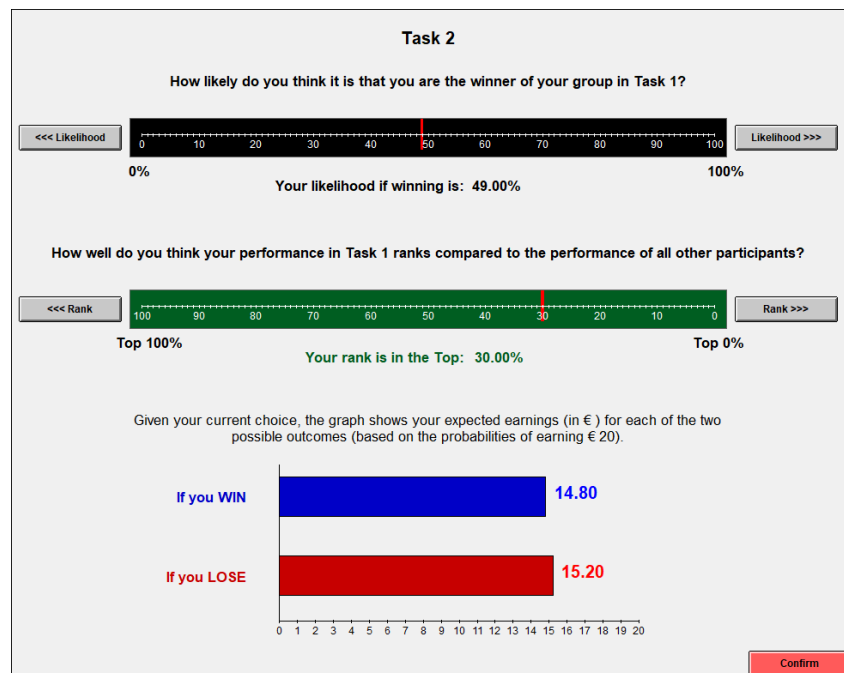 Task 2
How likely do you think it is that you are the winner of your group in Task 1?
<<< Likelihood
0 10 20 30 40 50 60 70 80 90 100
Likelihood >>>
0% 100%
Your likelihood if winning is: 49.00%
How well do you think your performance in Task 1 ranks compared to the performance of all other participants?
<<< Rank
100 90 80 70 60 50 40 30 20 10 0
Rank >>>
Top 100% Top 0%
Your rank is in the Top: 30.00%
Given your current choice, the graph shows your expected earnings (in € ) for each of the two
possible outcomes (based on the probabilities of earning € 20).
If you WIN 14.80
If you LOSE 15.20
0 1 2 3 4 5 6 7 8 9 10 11 12 13 14 15 16 17 18 19 20
Confirm